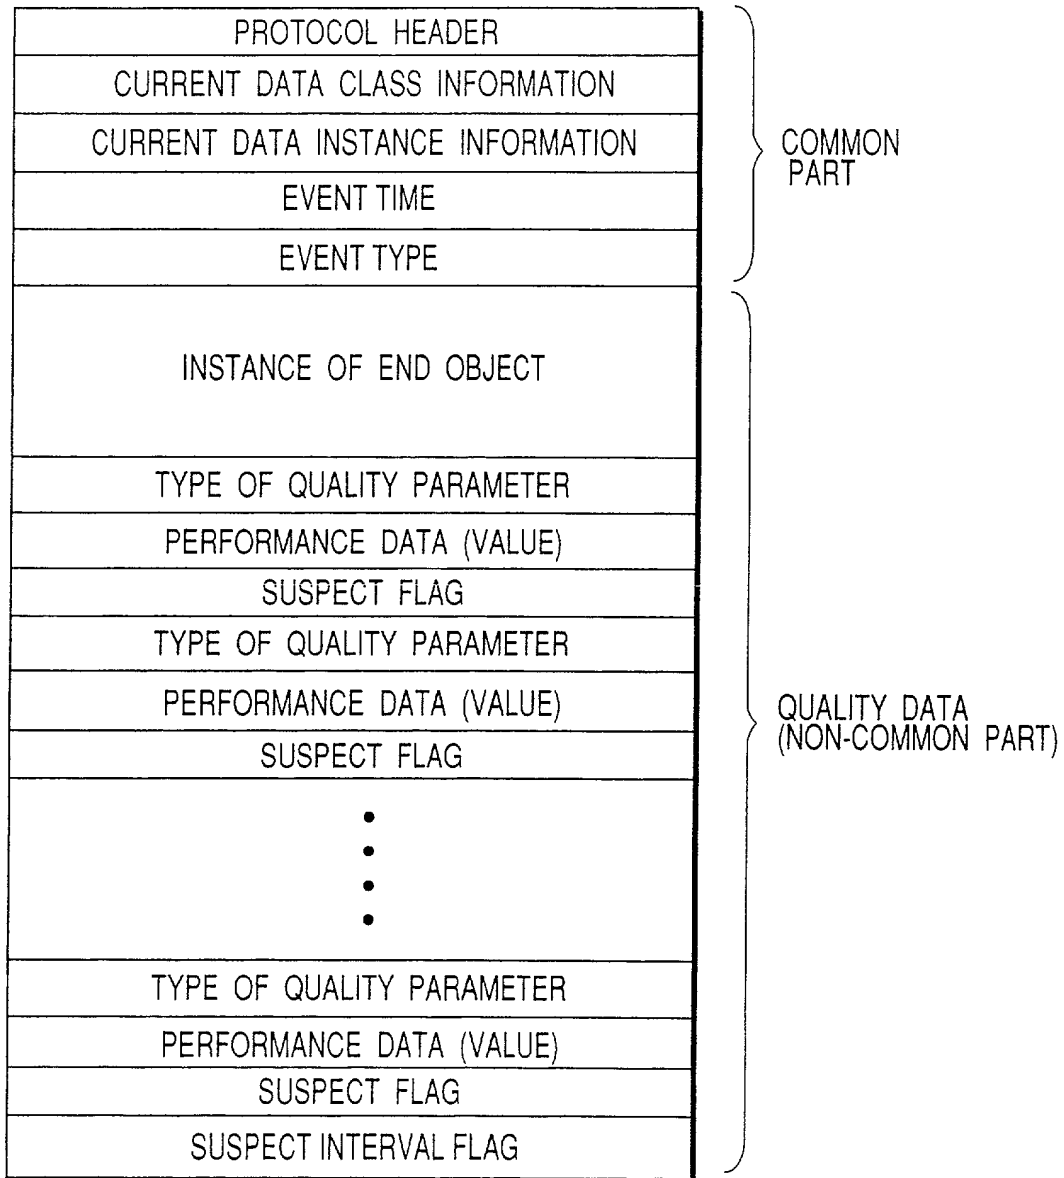 PROTOCOL HEADER
CURRENT DATA CLASS INFORMATION
CURRENT DATA INSTANCE INFORMATION
EVENT TIME
EVENT TYPE
COMMON
PART
INSTANCE OF END OBJECT
TYPE OF QUALITY PARAMETER
PERFORMANCE DATA (VALUE)
SUSPECT FLAG
TYPE OF QUALITY PARAMETER
PERFORMANCE DATA (VALUE)
SUSPECT FLAG
TYPE OF QUALITY PARAMETER
PERFORMANCE DATA (VALUE)
SUSPECT FLAG
SUSPECT INTERVAL FLAG
QUALITY DATA
(NON-COMMON PART)